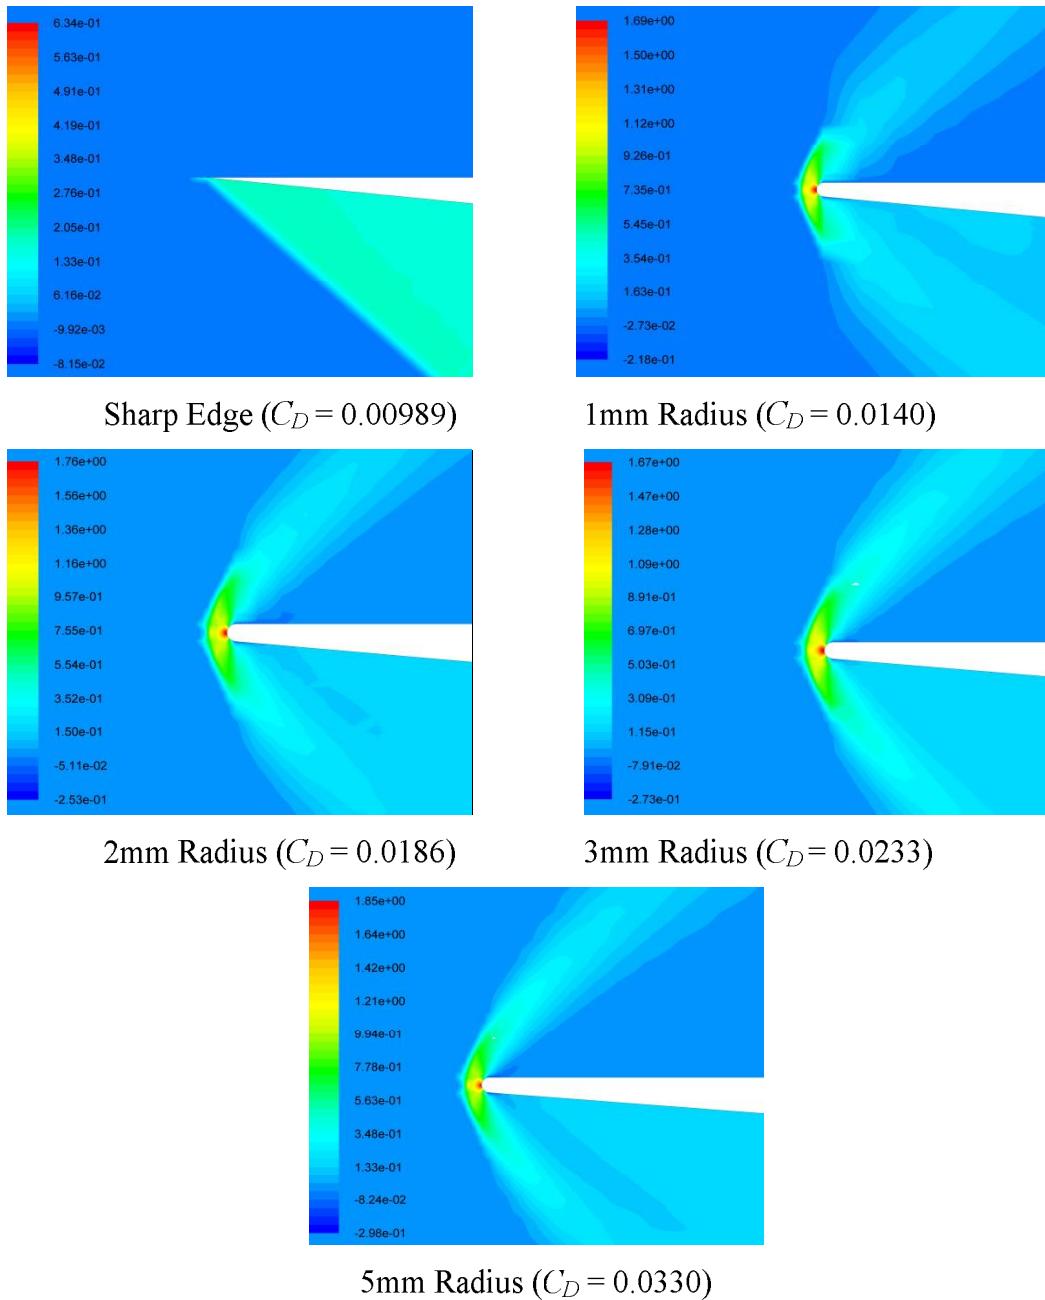 6.34e-01
5.63e-01
4.91e-01
4.19e-01
3.48e-01
2.76e-01
2.05e-01
1.33e-01
6.16e-02
-9.92e-03
-8.15e-02
Sharp Edge (C_D = 0.00989)
1.69e+00
1.50e+00
1.31e+00
1.12e+00
9.26e-01
7.35e-01
5.45e-01
3.54e-01
1.63e-01
-2.73e-02
-2.18e-01
1mm Radius (C_D = 0.0140)
1.76e+00
1.56e+00
1.36e+00
1.16e+00
9.57e-01
7.55e-01
5.54e-01
3.52e-01
1.50e-01
-5.11e-02
-2.53e-01
2mm Radius (C_D = 0.0186)
1.67e+00
1.47e+00
1.28e+00
1.09e+00
8.91e-01
6.97e-01
5.03e-01
3.09e-01
1.15e-01
-7.91e-02
-2.73e-01
3mm Radius (C_D = 0.0233)
1.85e+00
1.64e+00
1.42e+00
1.21e+00
9.94e-01
7.78e-01
5.63e-01
3.48e-01
1.33e-01
-8.24e-02
-2.98e-01
5mm Radius (C_D = 0.0330)